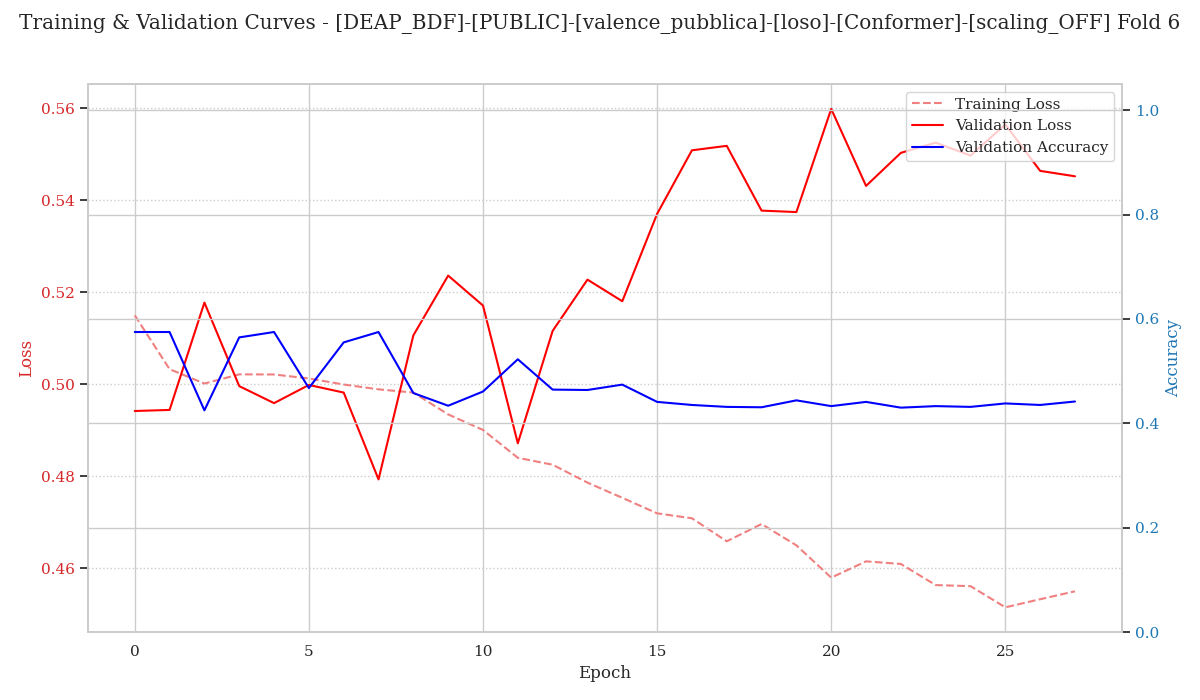 Training & Validation Curves - [DEAP_BDF]-[PUBLIC]-[valence_pubblica]-[loso]-[Conformer]-[scaling_OFF] Fold 6
Training Loss
Validation Loss
Validation Accuracy
0.56
0.54
0.52
0.50
0.48
0.46
Loss
1.0
0.8
0.6
0.4
0.2
0.0
Accuracy
0 5 10 15 20 25
Epoch